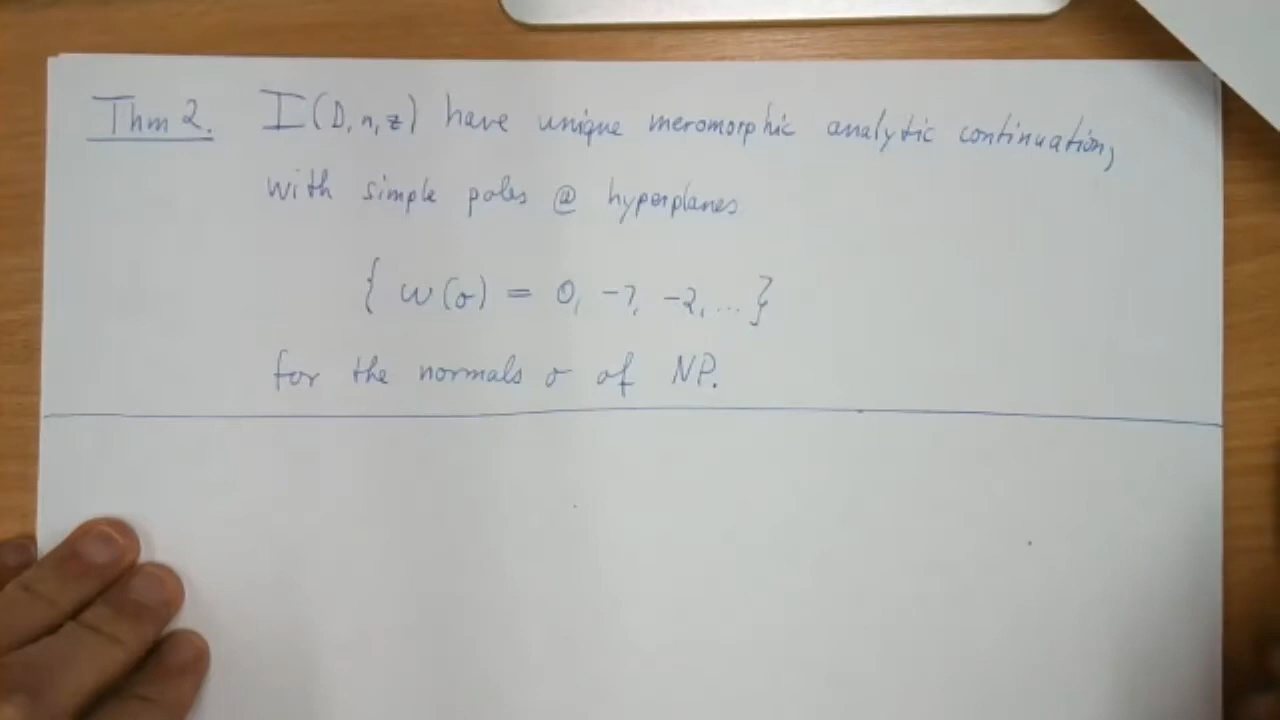 Thm 2. I(D, n, z) have unique meromorphic analytic continuation,
with simple poles @ hyperplanes
{ ω(σ) = 0, -1, -2, ... }
for the normals σ of NP.